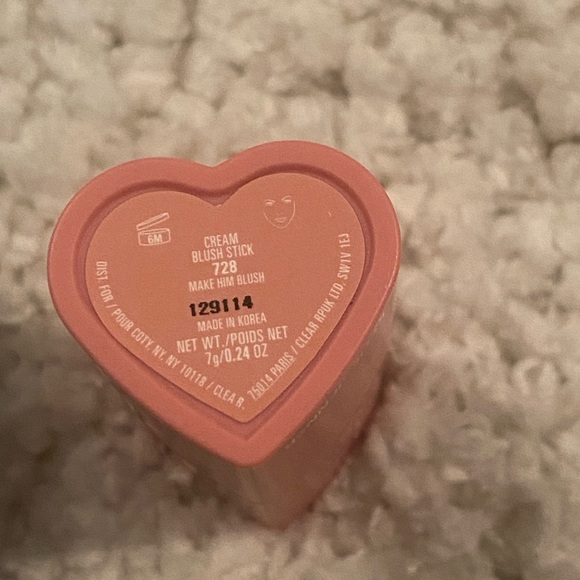 6M
CREAM
BLUSH STICK
728
MAKE HIM BLUSH
129114
MADE IN KOREA
NET WT./POIDS NET
7g/0.24 OZ
DIST. FOR / POUR COTY, NY, NY 10118 / CLEA B, 75014 PARIS / CLEAR BPUK LTD. SW1V 1EJ